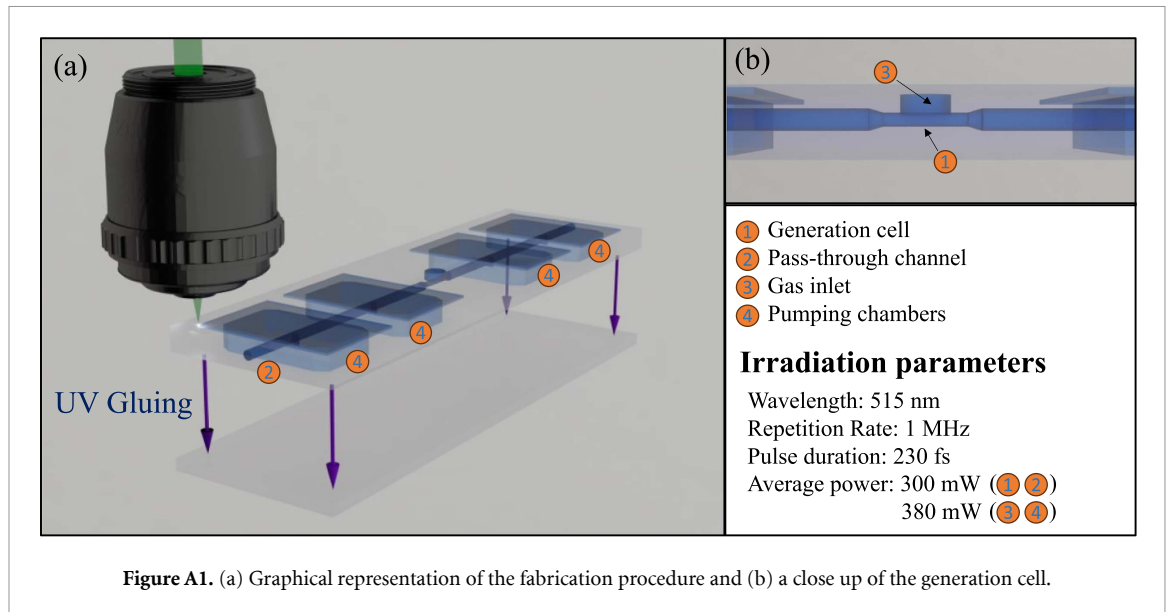 (a)
4
4
4
4
2
UV Gluing
(b)
3
1
1 Generation cell
2 Pass-through channel
3 Gas inlet
4 Pumping chambers
Irradiation parameters
Wavelength: 515 nm
Repetition Rate: 1 MHz
Pulse duration: 230 fs
Average power: 300 mW (1 2)
380 mW (3 4)
Figure A1. (a) Graphical representation of the fabrication procedure and (b) a close up of the generation cell.